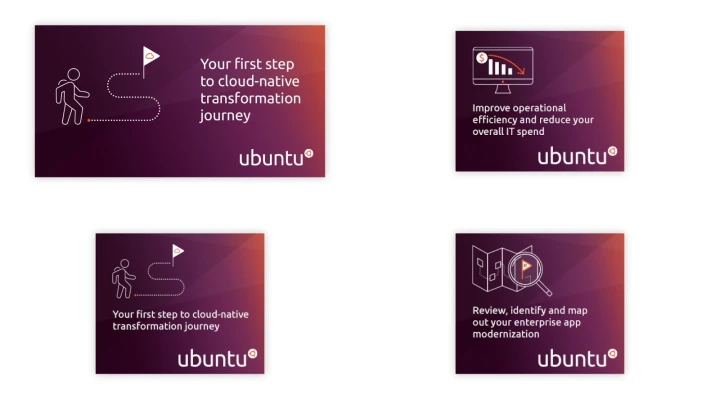 Your first step
to cloud-native
transformation
journey
ubuntu
$
Improve operational
efficiency and reduce your
overall IT spend
ubuntu
Your first step to cloud-native
transformation journey
ubuntu
Review, identify and map
out your enterprise app
modernization
ubuntu